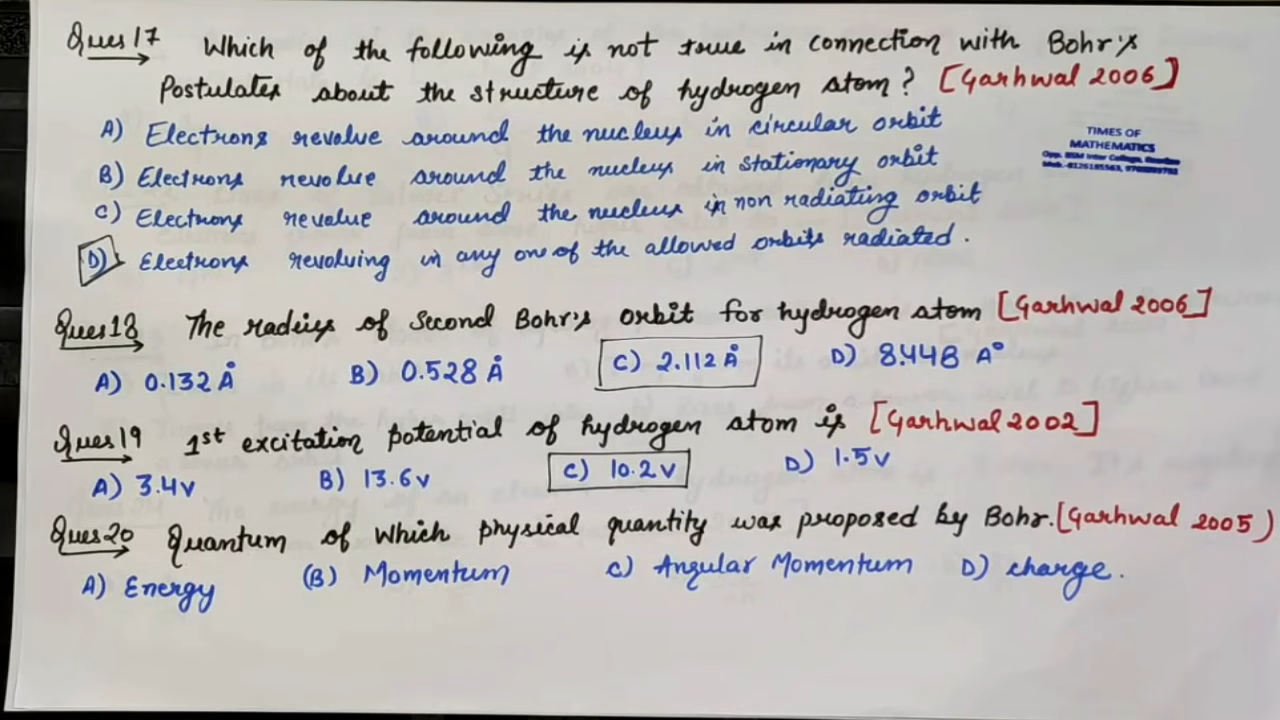 Ques 17 Which of the following is not true in connection with Bohr's
Postulates about the structure of hydrogen atom? [Garhwal 2006]
A) Electrons revolve around the nucleus in circular orbit
B) Electrons revolve around the nucleus in stationary orbit
C) Electrons revolve around the nucleus in non radiating orbit
D) Electrons revolving in any one of the allowed orbits radiated.
TIMES OF
MATHEMATICS
Ques 18 The radius of second Bohr's orbit for hydrogen atom [Garhwal 2006]
A) 0.132 Å B) 0.528 Å C) 2.112 Å D) 8.448 A°
Ques 19 1st excitation potential of hydrogen atom is [Garhwal 2002]
A) 3.4v B) 13.6v C) 10.2v D) 1.5v
Ques 20 Quantum of which physical quantity was proposed by Bohr. [Garhwal 2005)
A) Energy (B) Momentum C) Angular Momentum D) charge.